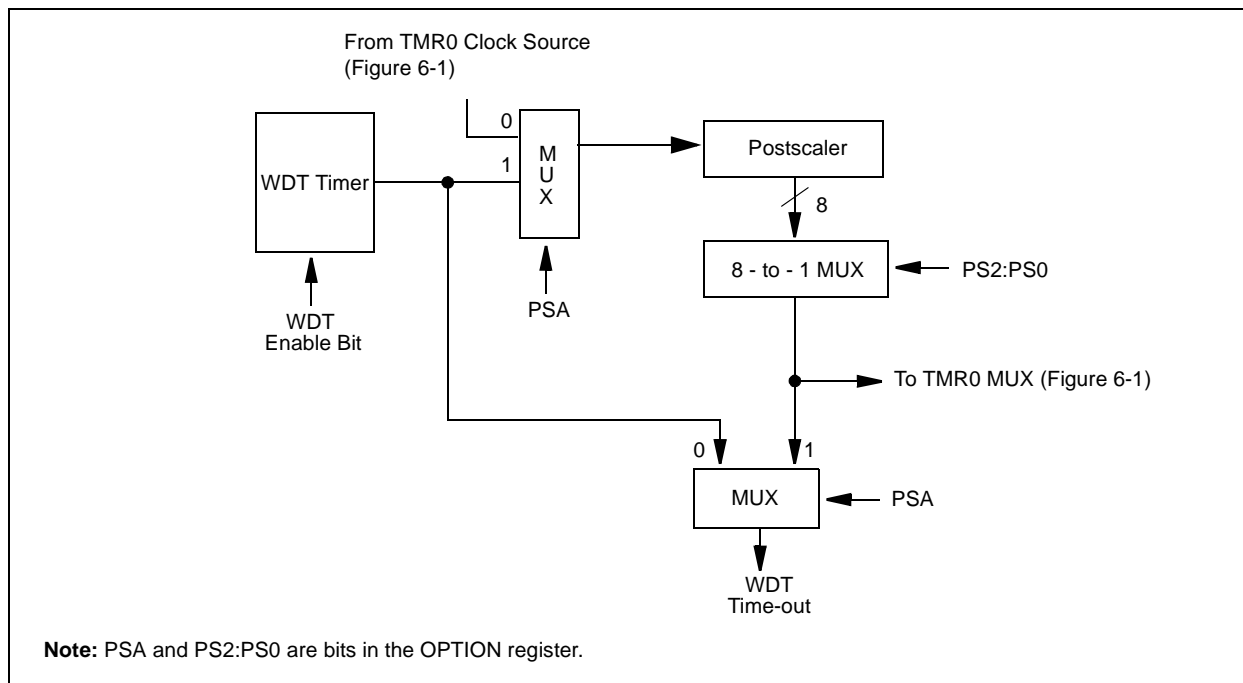 From TMR0 Clock Source
(Figure 6-1)
0
1
M
U
X
WDT Timer
Postscaler
8
8 - to - 1 MUX
PS2:PS0
PSA
WDT
Enable Bit
To TMR0 MUX (Figure 6-1)
0
1
MUX
PSA
WDT
Time-out
Note: PSA and PS2:PS0 are bits in the OPTION register.